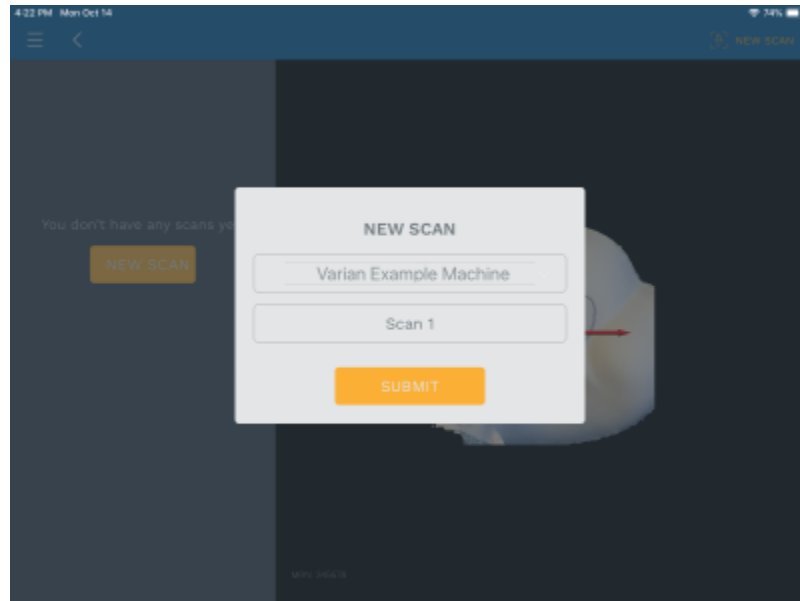 4:22 PM Mon Oct 14
74%
NEW SCAN
You don't have any scans ye
NEW SCAN
NEW SCAN
Varian Example Machine
Scan 1
SUBMIT